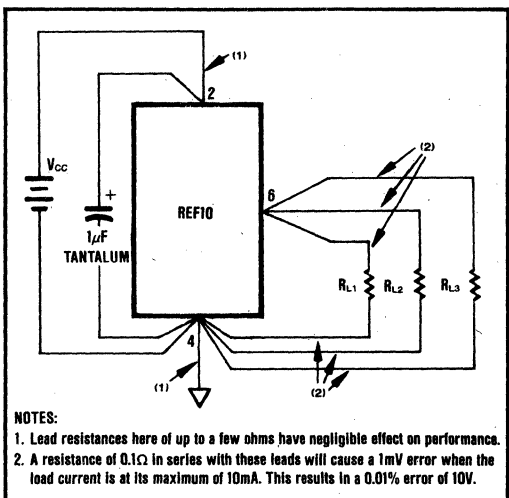 (1)
2
VCC
(2)
6
+
REF10
1µF
TANTALUM
RL1 RL2 RL3
4
(1)
(2)
NOTES:
1. Lead resistances here of up to a few ohms have negligible effect on performance.
2. A resistance of 0.1Ω in series with these leads will cause a 1mV error when the
load current is at its maximum of 10mA. This results in a 0.01% error of 10V.